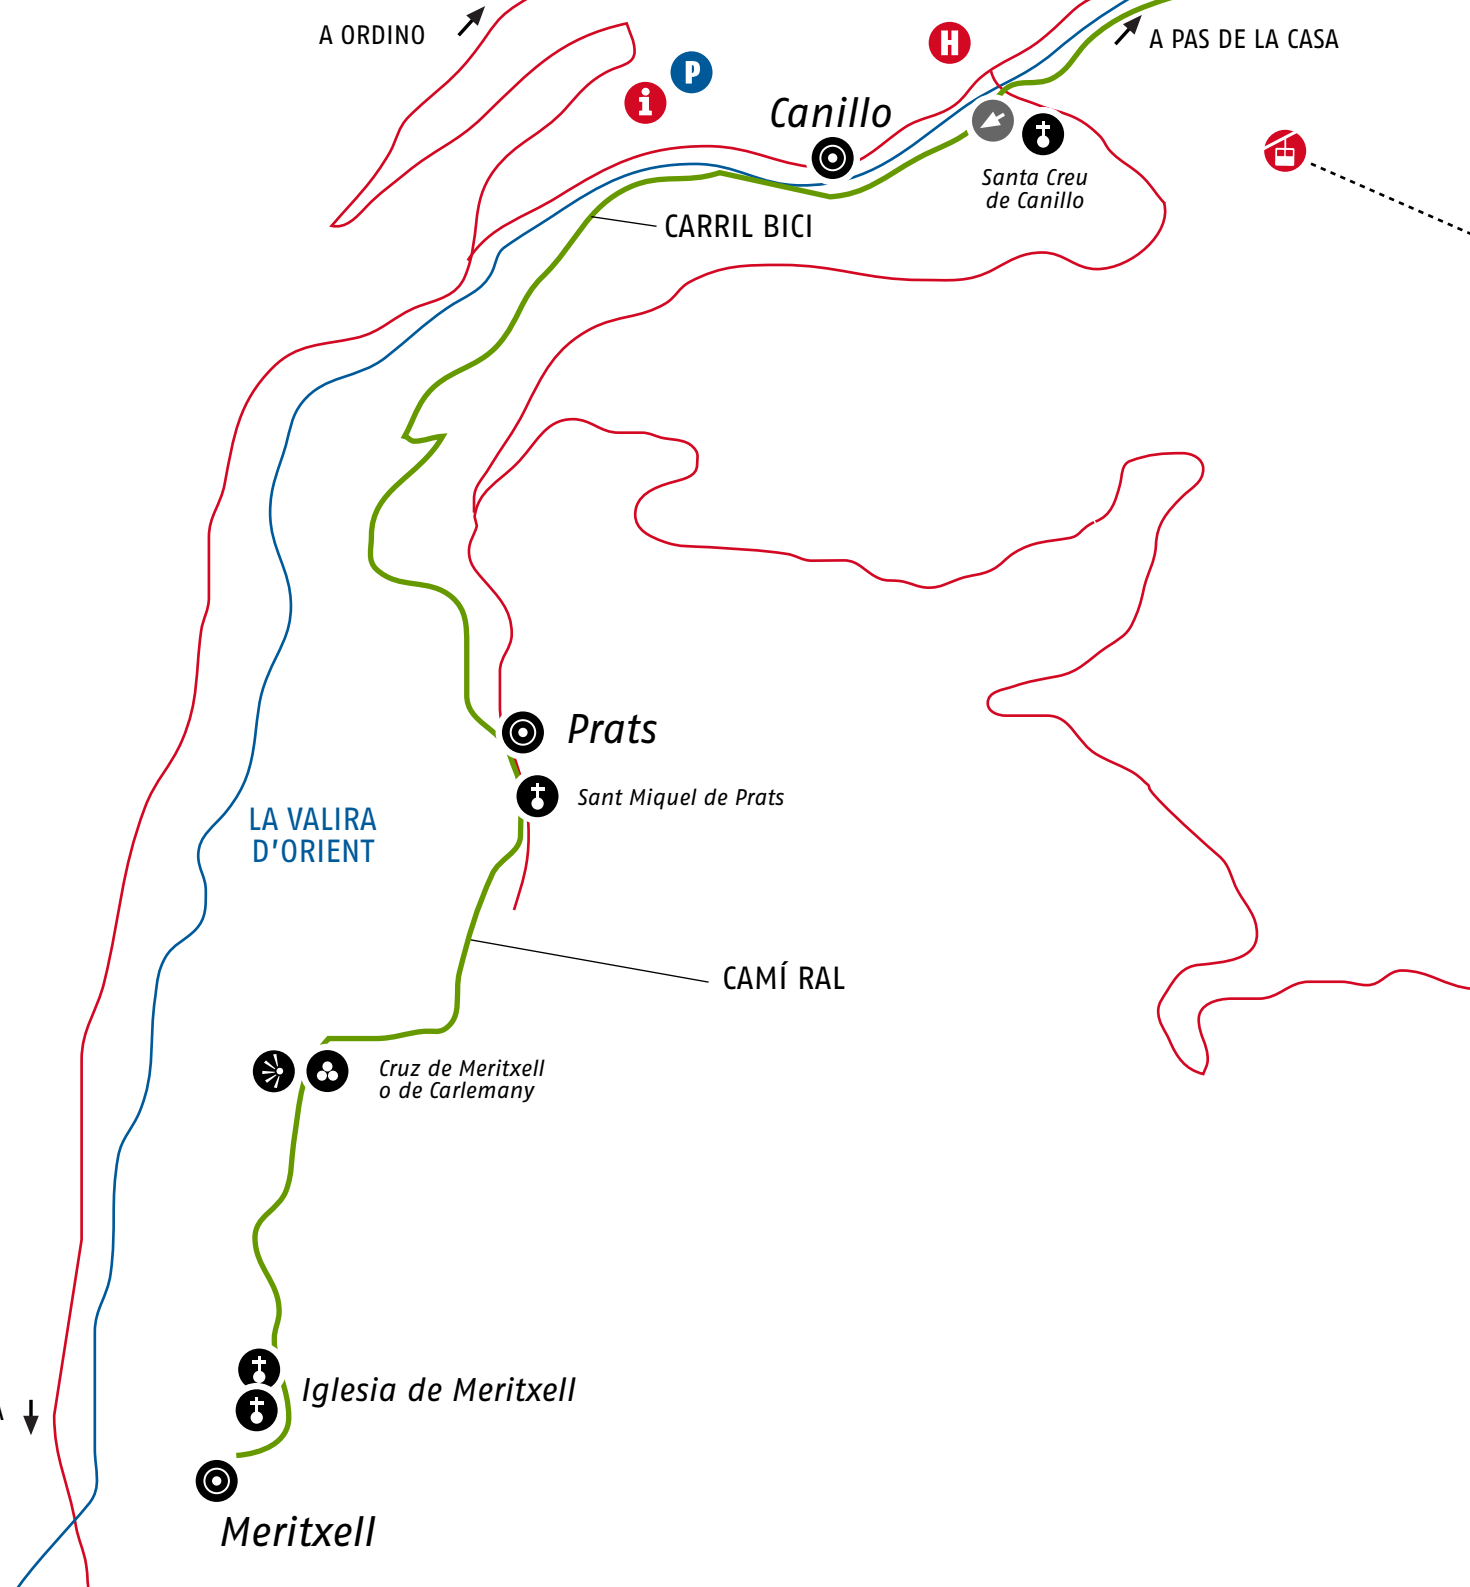 A ORDINO
A PAS DE LA CASA
H
P
i
Canillo
Santa Creu
de Canillo
CARRIL BICI
Prats
Sant Miquel de Prats
LA VALIRA
D'ORIENT
CAMÍ RAL
Cruz de Meritxell
o de Carlemany
Iglesia de Meritxell
Meritxell